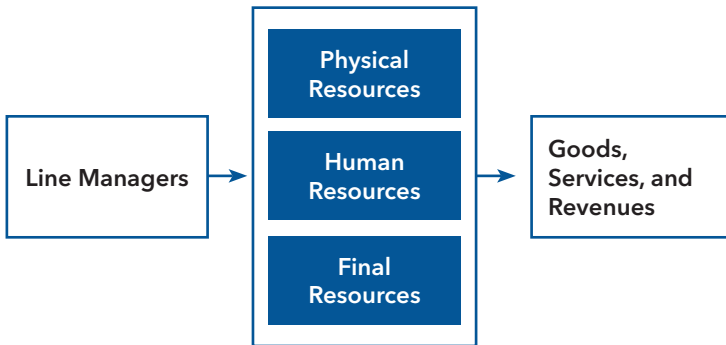 Line Managers
Physical
Resources
Human
Resources
Final
Resources
Goods,
Services, and
Revenues